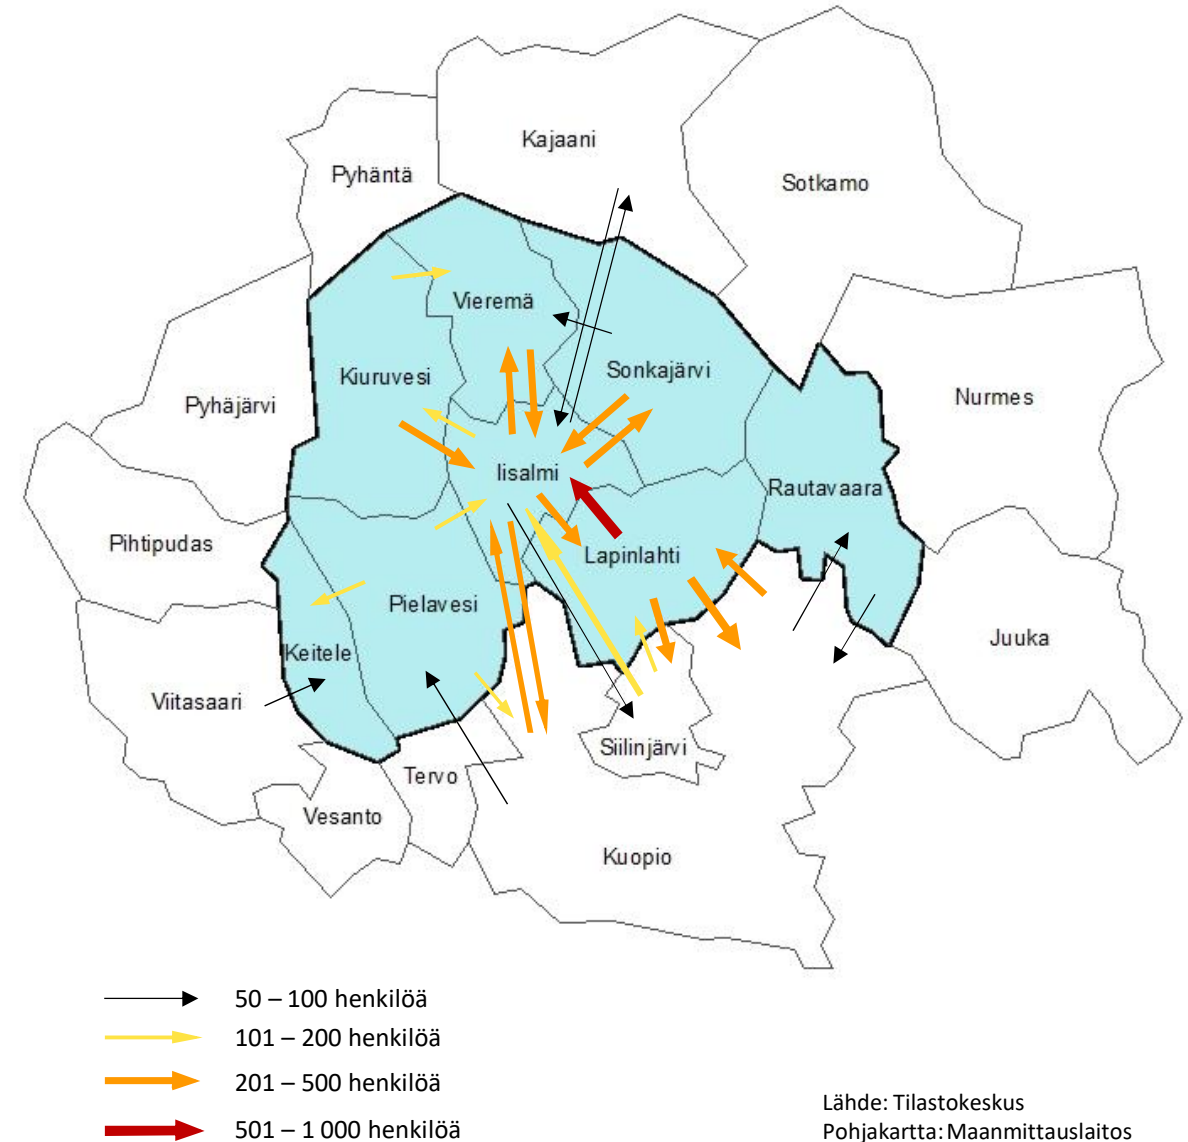 Kajaani
Pyhäntä
Sotkamo
Vieremä
Sonkajärvi
Kiuruvesi
Pyhäjärvi
Nurmes
Iisalmi
Rautavaara
Pihtipudas
Lapinlahti
Pielavesi
Juuka
Keitele
Viitasaari
Siilinjärvi
Tervo
Vesanto
Kuopio
50 – 100 henkilöä
101 – 200 henkilöä
201 – 500 henkilöä
501 – 1 000 henkilöä
Lähde: Tilastokeskus
Pohjakartta: Maanmittauslaitos